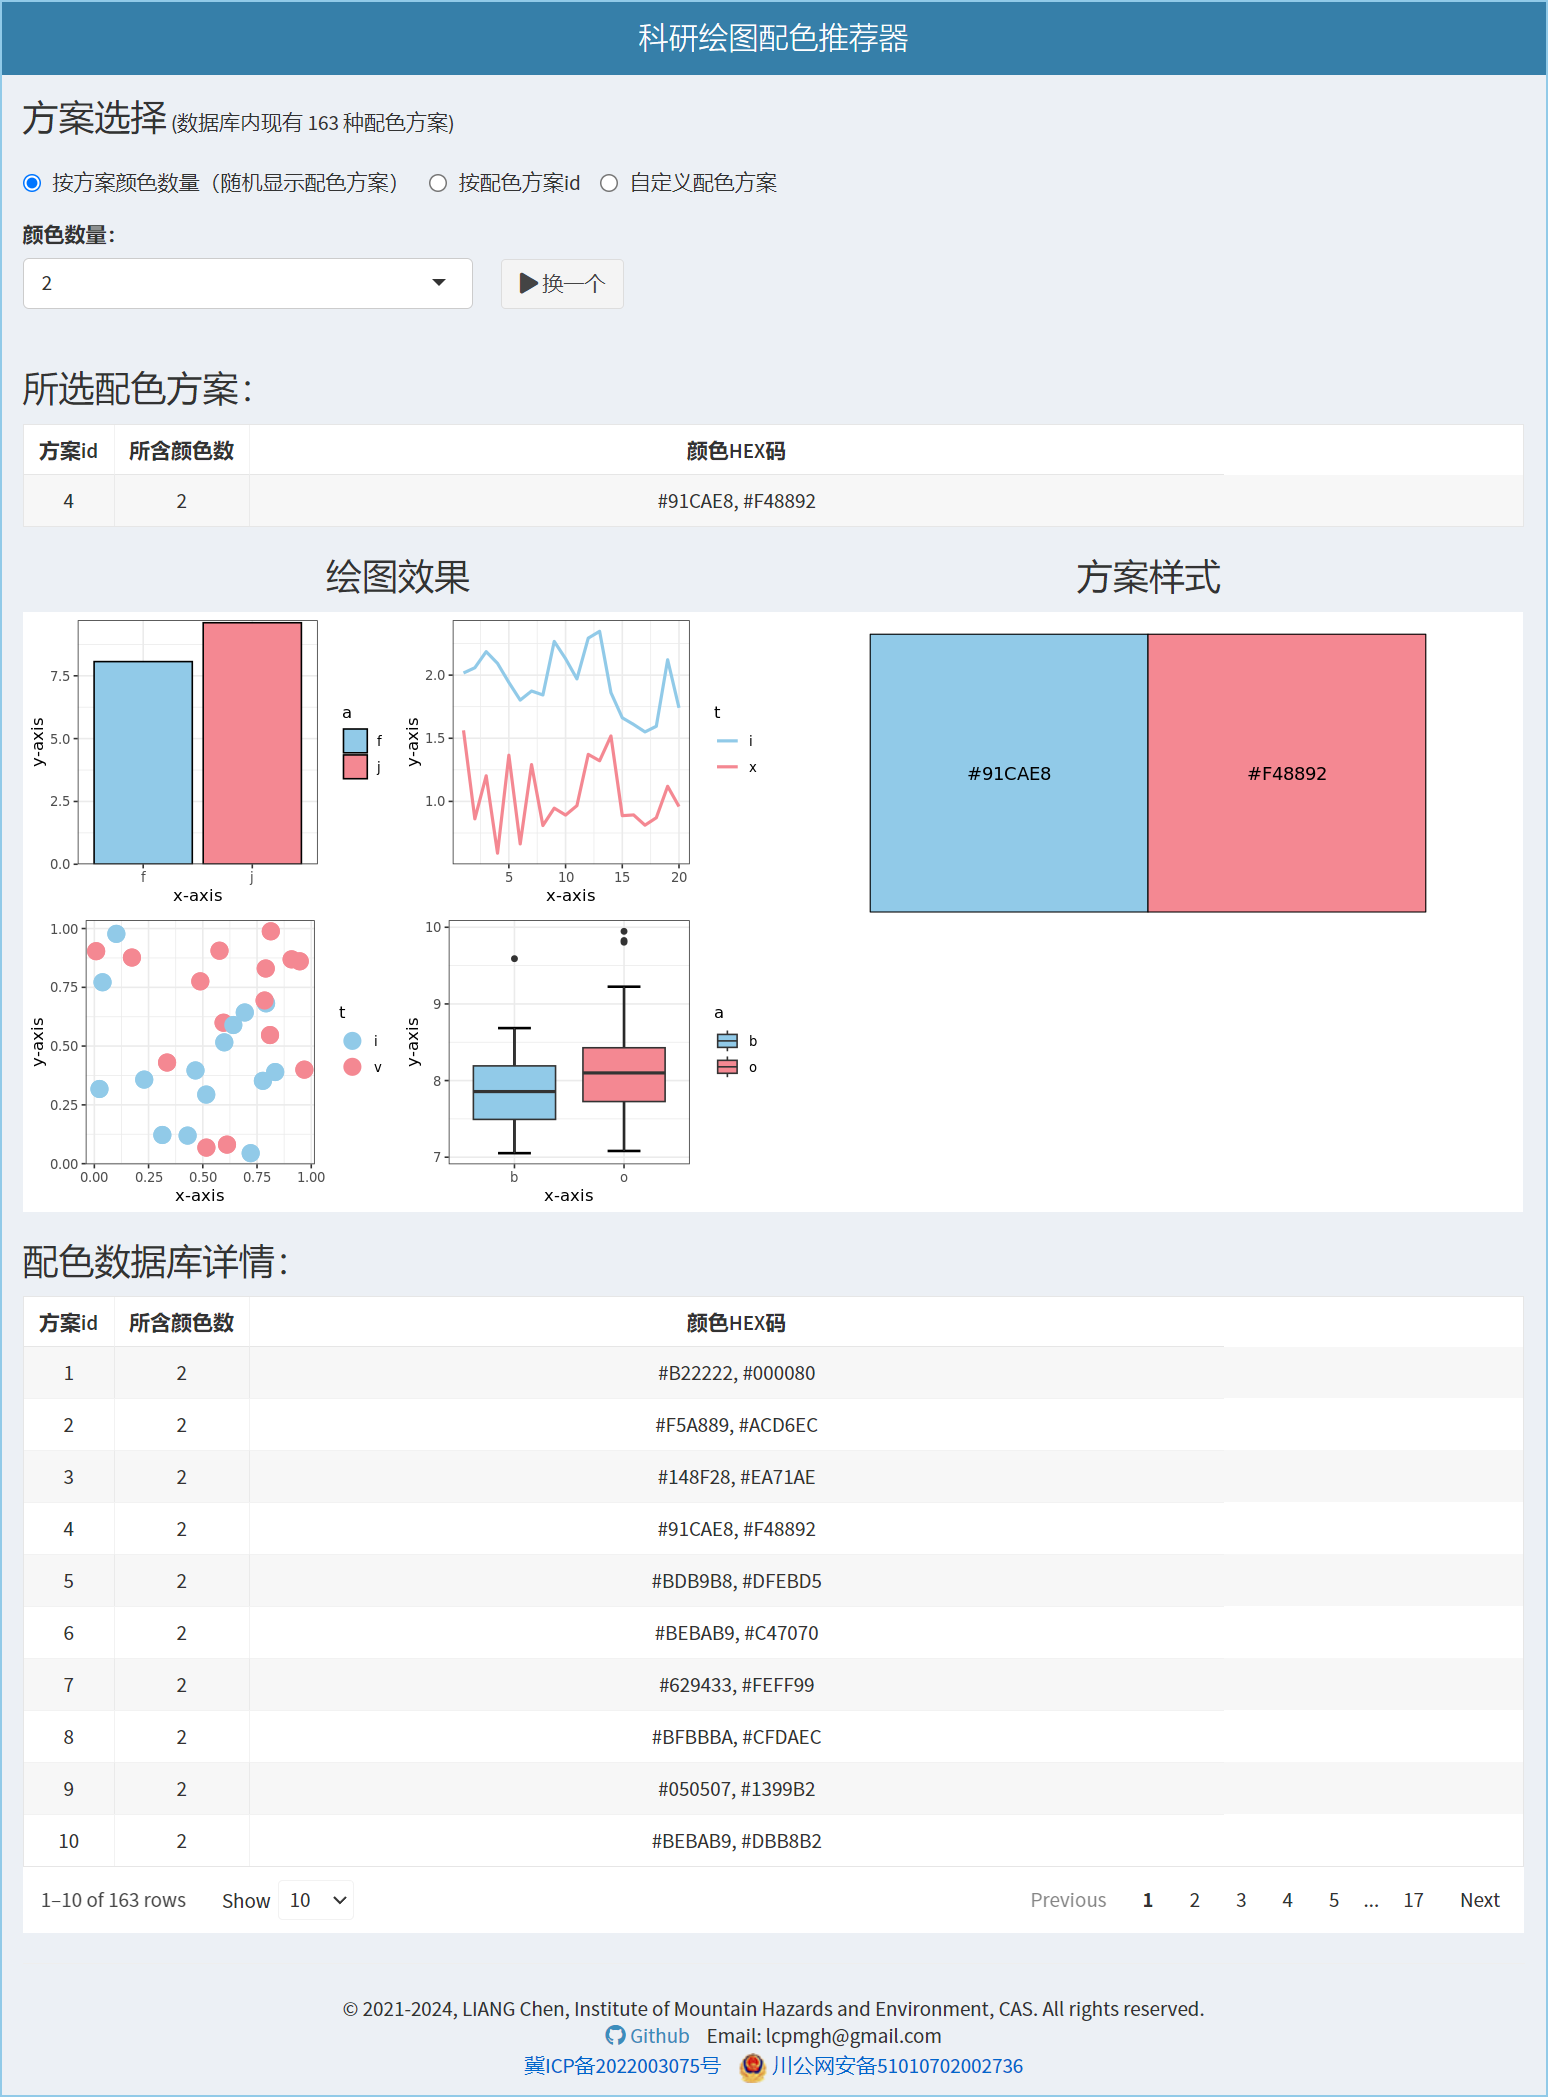 科研绘图配色推荐器
方案选择 (数据库内现有 163 种配色方案)
按方案颜色数量（随机显示配色方案） 按配色方案id 自定义配色方案
颜色数量：
2 换一个
所选配色方案：
方案id 所含颜色数 颜色HEX码
4 2 #91CAE8, #F48892
绘图效果 方案样式
7.5
5.0
2.5
0.0
y-axis
f j
x-axis
a
f
j
2.0
1.5
1.0
y-axis
5 10 15 20
x-axis
t
i
x
#91CAE8 #F48892
1.00
0.75
0.50
0.25
0.00
y-axis
0.00 0.25 0.50 0.75 1.00
x-axis
t
i
v
10
9
8
7
y-axis
b o
x-axis
a
b
o
配色数据库详情：
方案id 所含颜色数 颜色HEX码
1 2 #B22222, #000080
2 2 #F5A889, #ACD6EC
3 2 #148F28, #EA71AE
4 2 #91CAE8, #F48892
5 2 #BDB9B8, #DFEBD5
6 2 #BEBAB9, #C47070
7 2 #629433, #FEFF99
8 2 #BFBBBA, #CFDAEC
9 2 #050507, #1399B2
10 2 #BEBAB9, #DBB8B2
1–10 of 163 rows Show 10 Previous 1 2 3 4 5 ... 17 Next
© 2021-2024, LIANG Chen, Institute of Mountain Hazards and Environment, CAS. All rights reserved.
Github Email: lcpmgh@gmail.com
冀ICP备2022003075号 川公网安备51010702002736